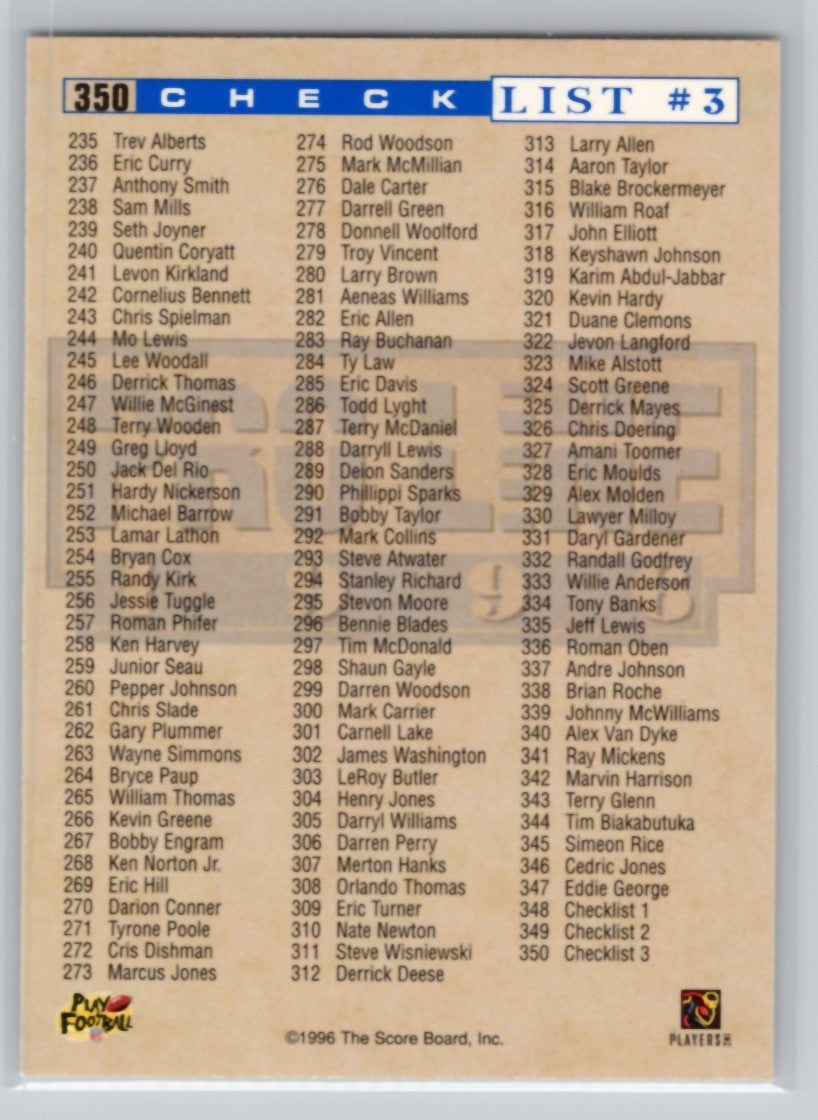 350 CHECK LIST #3
235 Trev Alberts
236 Eric Curry
237 Anthony Smith
238 Sam Mills
239 Seth Joyner
240 Quentin Coryatt
241 Levon Kirkland
242 Cornelius Bennett
243 Chris Spielman
244 Mo Lewis
245 Lee Woodall
246 Derrick Thomas
247 Willie McGinest
248 Terry Wooden
249 Greg Lloyd
250 Jack Del Rio
251 Hardy Nickerson
252 Michael Barrow
253 Lamar Lathon
254 Bryan Cox
255 Randy Kirk
256 Jessie Tuggle
257 Roman Phifer
258 Ken Harvey
259 Junior Seau
260 Pepper Johnson
261 Chris Slade
262 Gary Plummer
263 Wayne Simmons
264 Bryce Paup
265 William Thomas
266 Kevin Greene
267 Bobby Engram
268 Ken Norton Jr.
269 Eric Hill
270 Darion Conner
271 Tyrone Poole
272 Cris Dishman
273 Marcus Jones
274 Rod Woodson
275 Mark McMillian
276 Dale Carter
277 Darrell Green
278 Donnell Woolford
279 Troy Vincent
280 Larry Brown
281 Aeneas Williams
282 Eric Allen
283 Ray Buchanan
284 Ty Law
285 Eric Davis
286 Todd Lyght
287 Terry McDaniel
288 Darryll Lewis
289 Deion Sanders
290 Phillippi Sparks
291 Bobby Taylor
292 Mark Collins
293 Steve Atwater
294 Stanley Richard
295 Stevon Moore
296 Bennie Blades
297 Tim McDonald
298 Shaun Gayle
299 Darren Woodson
300 Mark Carrier
301 Carnell Lake
302 James Washington
303 LeRoy Butler
304 Henry Jones
305 Darryl Williams
306 Darren Perry
307 Merton Hanks
308 Orlando Thomas
309 Eric Turner
310 Nate Newton
311 Steve Wisniewski
312 Derrick Deese
313 Larry Allen
314 Aaron Taylor
315 Blake Brockermeyer
316 William Roaf
317 John Elliott
318 Keyshawn Johnson
319 Karim Abdul-Jabbar
320 Kevin Hardy
321 Duane Clemons
322 Jevon Langford
323 Mike Alstott
324 Scott Greene
325 Derrick Mayes
326 Chris Doering
327 Amani Toomer
328 Eric Moulds
329 Alex Molden
330 Lawyer Milloy
331 Daryl Gardener
332 Randall Godfrey
333 Willie Anderson
334 Tony Banks
335 Jeff Lewis
336 Roman Oben
337 Andre Johnson
338 Brian Roche
339 Johnny McWilliams
340 Alex Van Dyke
341 Ray Mickens
342 Marvin Harrison
343 Terry Glenn
344 Tim Biakabutuka
345 Simeon Rice
346 Cedric Jones
347 Eddie George
348 Checklist 1
349 Checklist 2
350 Checklist 3
PLAY
FOOTBALL
©1996 The Score Board, Inc.
PLAYERS INC